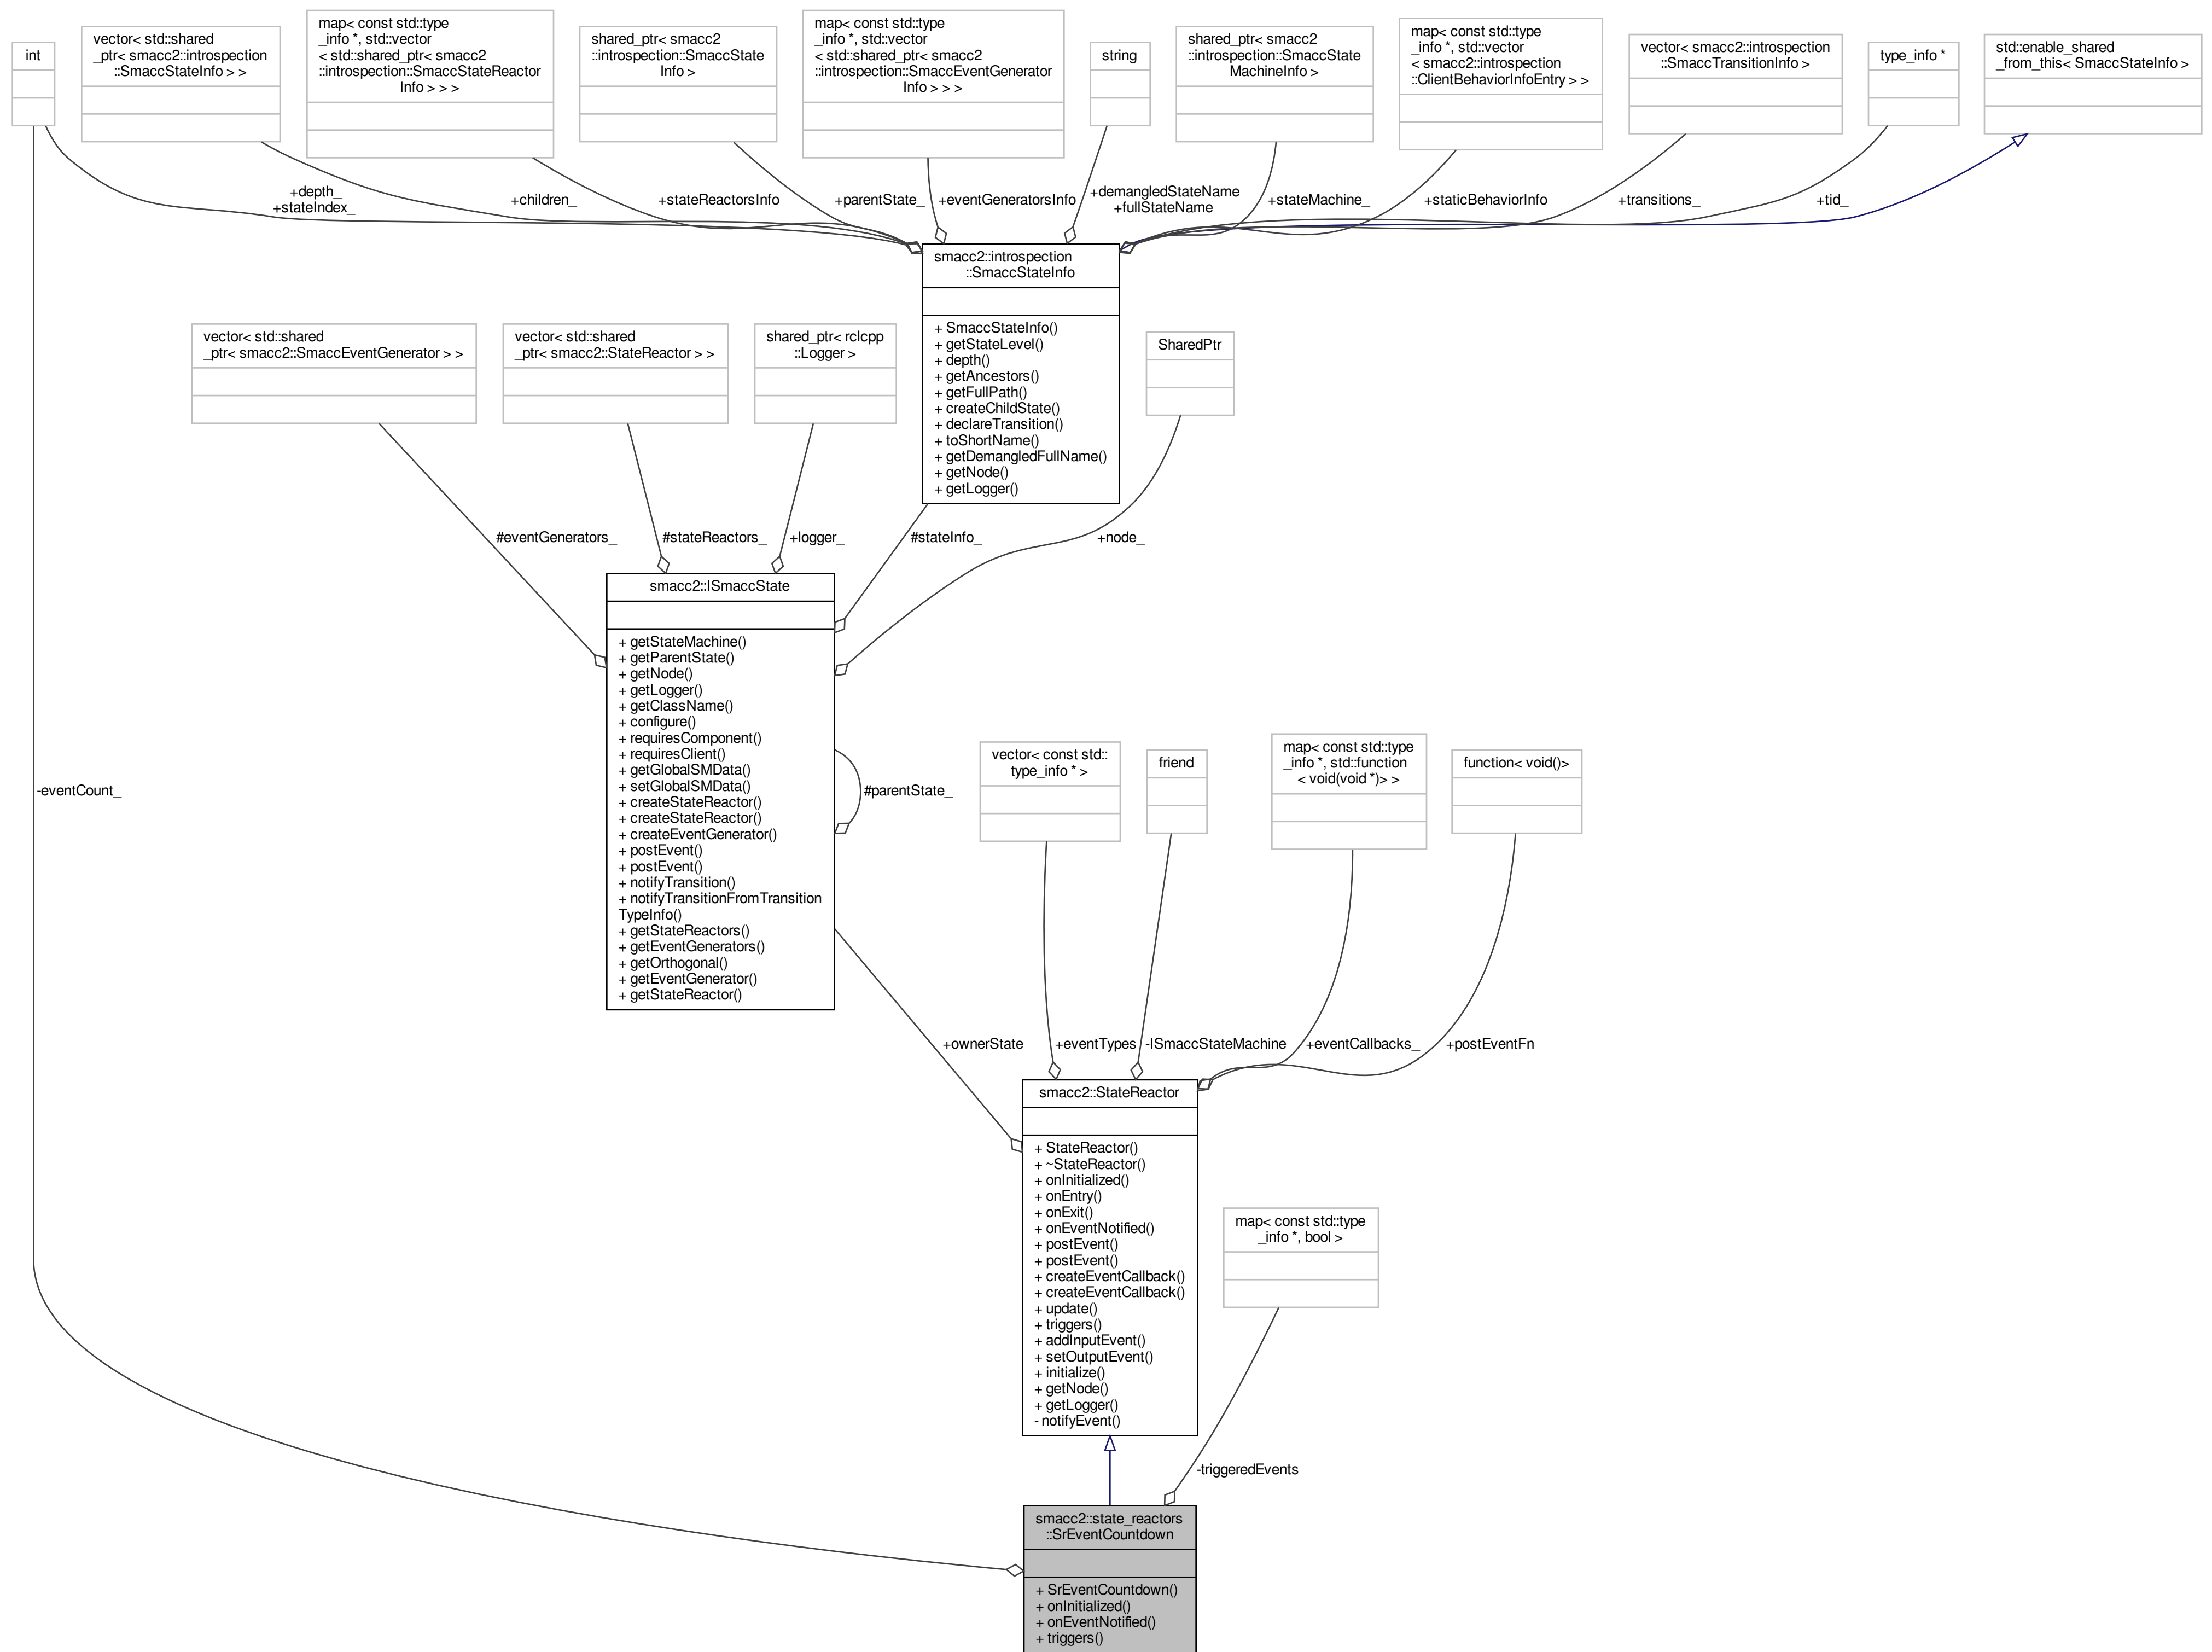 int
vector< std::shared
_ptr< smacc2::introspection
::SmaccStateInfo > >
map< const std::type
_info *, std::vector
< std::shared_ptr< smacc2
::introspection::SmaccStateReactor
Info > > >
shared_ptr< smacc2
::introspection::SmaccState
Info >
map< const std::type
_info *, std::vector
< std::shared_ptr< smacc2
::introspection::SmaccEventGenerator
Info > > >
string
shared_ptr< smacc2
::introspection::SmaccState
MachineInfo >
map< const std::type
_info *, std::vector
< smacc2::introspection
::ClientBehaviorInfoEntry > >
vector< smacc2::introspection
::SmaccTransitionInfo >
type_info *
std::enable_shared
_from_this< SmaccStateInfo >
+depth_
+stateIndex_
+children_
+stateReactorsInfo
+parentState_
+eventGeneratorsInfo
+demangledStateName
+fullStateName
+stateMachine_
+staticBehaviorInfo
+transitions_
+tid_
smacc2::introspection
::SmaccStateInfo
+ SmaccStateInfo()
+ getStateLevel()
+ depth()
+ getAncestors()
+ getFullPath()
+ createChildState()
+ declareTransition()
+ toShortName()
+ getDemangledFullName()
+ getNode()
+ getLogger()
vector< std::shared
_ptr< smacc2::SmaccEventGenerator > >
vector< std::shared
_ptr< smacc2::StateReactor > >
shared_ptr< rclcpp
::Logger >
SharedPtr
#eventGenerators_
#stateReactors_
+logger_
#stateInfo_
+node_
smacc2::ISmaccState
+ getStateMachine()
+ getParentState()
+ getNode()
+ getLogger()
+ getClassName()
+ configure()
+ requiresComponent()
+ requiresClient()
+ getGlobalSMData()
+ setGlobalSMData()
+ createStateReactor()
+ createStateReactor()
+ createEventGenerator()
+ postEvent()
+ postEvent()
+ notifyTransition()
+ notifyTransitionFromTransition
TypeInfo()
+ getStateReactors()
+ getEventGenerators()
+ getOrthogonal()
+ getEventGenerator()
+ getStateReactor()
#parentState_
-eventCount_
vector< const std::
type_info * >
friend
map< const std::type
_info *, std::function
< void(void *)> >
function< void()>
+ownerState
+eventTypes
-ISmaccStateMachine
+eventCallbacks_
+postEventFn
smacc2::StateReactor
+ StateReactor()
+ ~StateReactor()
+ onInitialized()
+ onEntry()
+ onExit()
+ onEventNotified()
+ postEvent()
+ postEvent()
+ createEventCallback()
+ createEventCallback()
+ update()
+ triggers()
+ addInputEvent()
+ setOutputEvent()
+ initialize()
+ getNode()
+ getLogger()
- notifyEvent()
map< const std::type
_info *, bool >
-triggeredEvents
smacc2::state_reactors
::SrEventCountdown
+ SrEventCountdown()
+ onInitialized()
+ onEventNotified()
+ triggers()